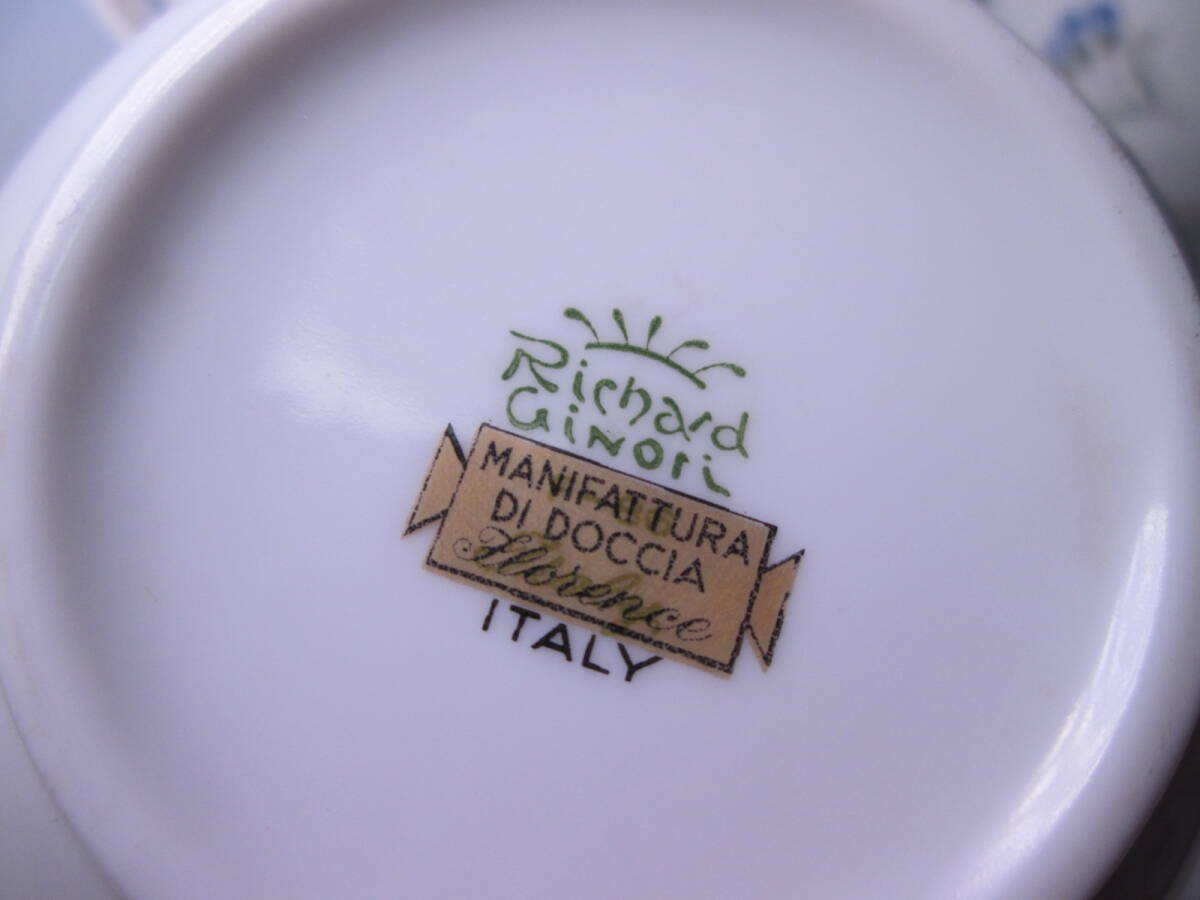 Richard
GINORI
MANIFATTURA
DI DOCCIA
Florence
ITALY